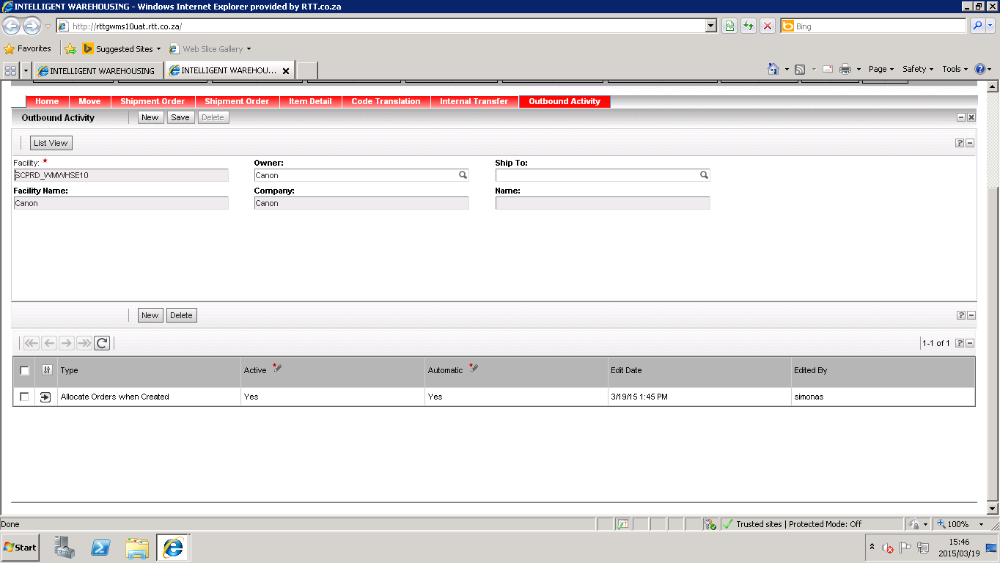 INTELLIGENT WAREHOUSING - Windows Internet Explorer provided by RTT.co.za
http://rttgwms10uat.rtt.co.za/
Bing
Favorites
Suggested Sites
Web Slice Gallery
INTELLIGENT WAREHOUSING
INTELLIGENT WAREHOU...
Page
Safety
Tools
Home
Move
Shipment Order
Shipment Order
Item Detail
Code Translation
Internal Transfer
Outbound Activity
Outbound Activity
New
Save
Delete
List View
Facility: *
Owner:
Ship To:
SCPRD_WMWHSE10
Canon
Facility Name:
Company:
Name:
Canon
Canon
New
Delete
1-1 of 1
Type
Active
Automatic
Edit Date
Edited By
Allocate Orders when Created
Yes
Yes
3/19/15 1:45 PM
simonas
Done
Trusted sites | Protected Mode: Off
100%
Start
15:46
2015/03/19